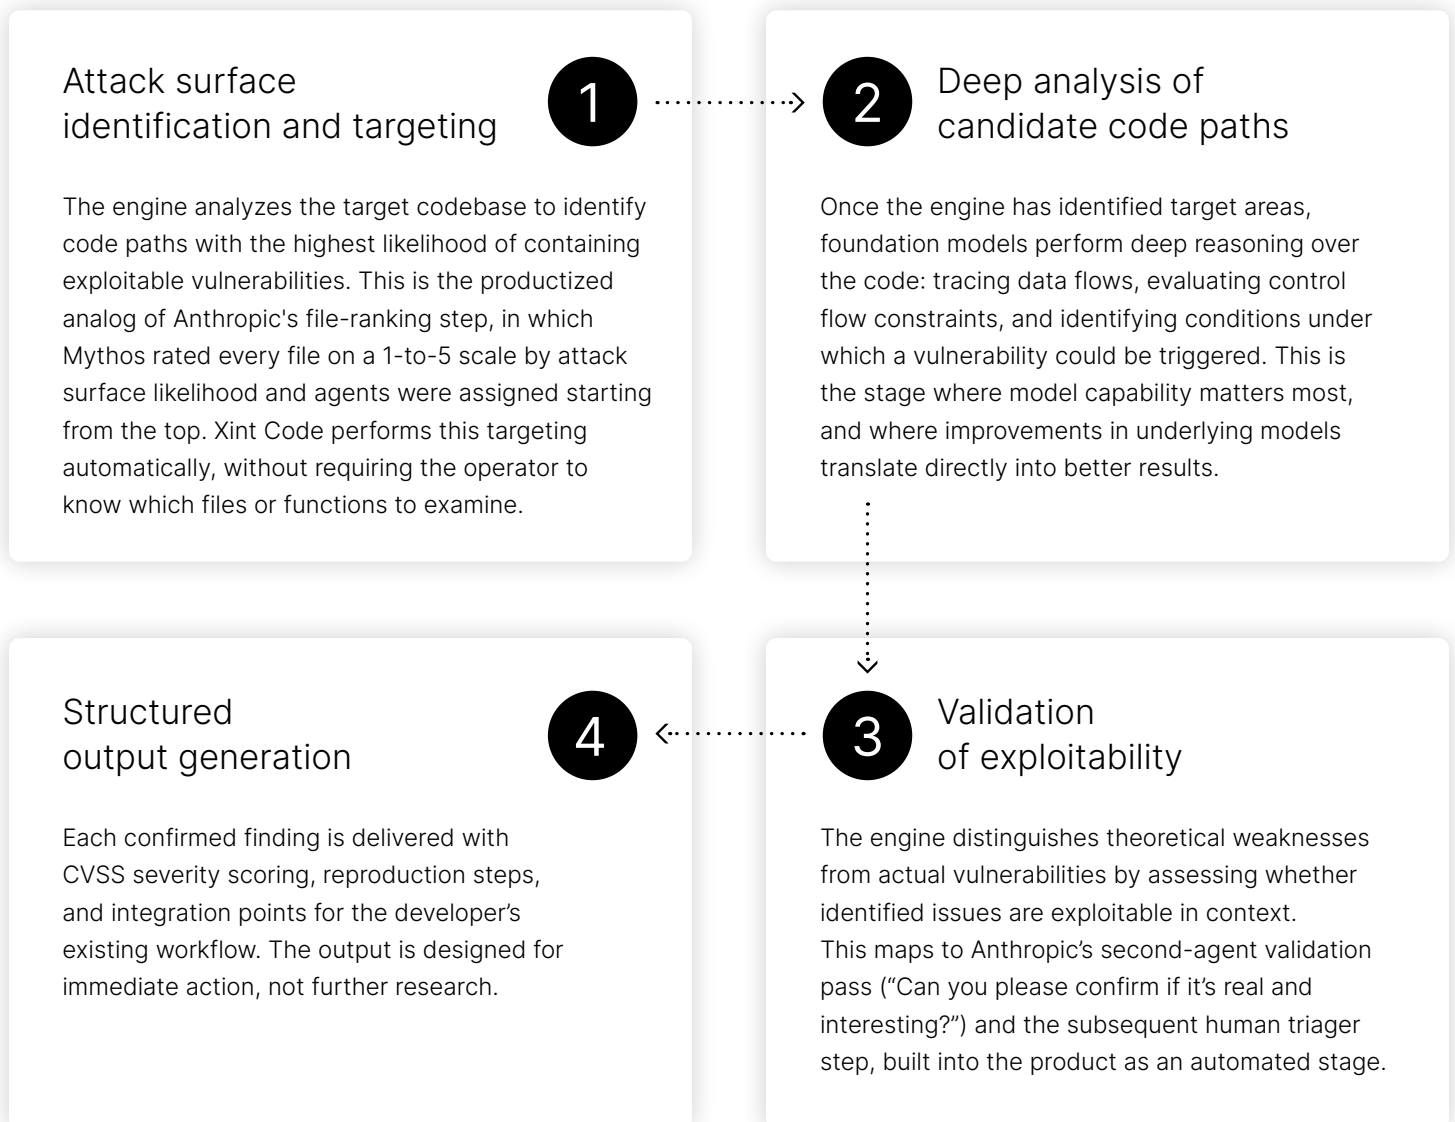 Attack surface
identification and targeting
1
The engine analyzes the target codebase to identify
code paths with the highest likelihood of containing
exploitable vulnerabilities. This is the productized
analog of Anthropic's file-ranking step, in which
Mythos rated every file on a 1-to-5 scale by attack
surface likelihood and agents were assigned starting
from the top. Xint Code performs this targeting
automatically, without requiring the operator to
know which files or functions to examine.
2
Deep analysis of
candidate code paths
Once the engine has identified target areas,
foundation models perform deep reasoning over
the code: tracing data flows, evaluating control
flow constraints, and identifying conditions under
which a vulnerability could be triggered. This is
the stage where model capability matters most,
and where improvements in underlying models
translate directly into better results.
3
Validation
of exploitability
The engine distinguishes theoretical weaknesses
from actual vulnerabilities by assessing whether
identified issues are exploitable in context.
This maps to Anthropic’s second-agent validation
pass (“Can you please confirm if it’s real and
interesting?”) and the subsequent human triager
step, built into the product as an automated stage.
Structured
output generation
4
Each confirmed finding is delivered with
CVSS severity scoring, reproduction steps,
and integration points for the developer’s
existing workflow. The output is designed for
immediate action, not further research.